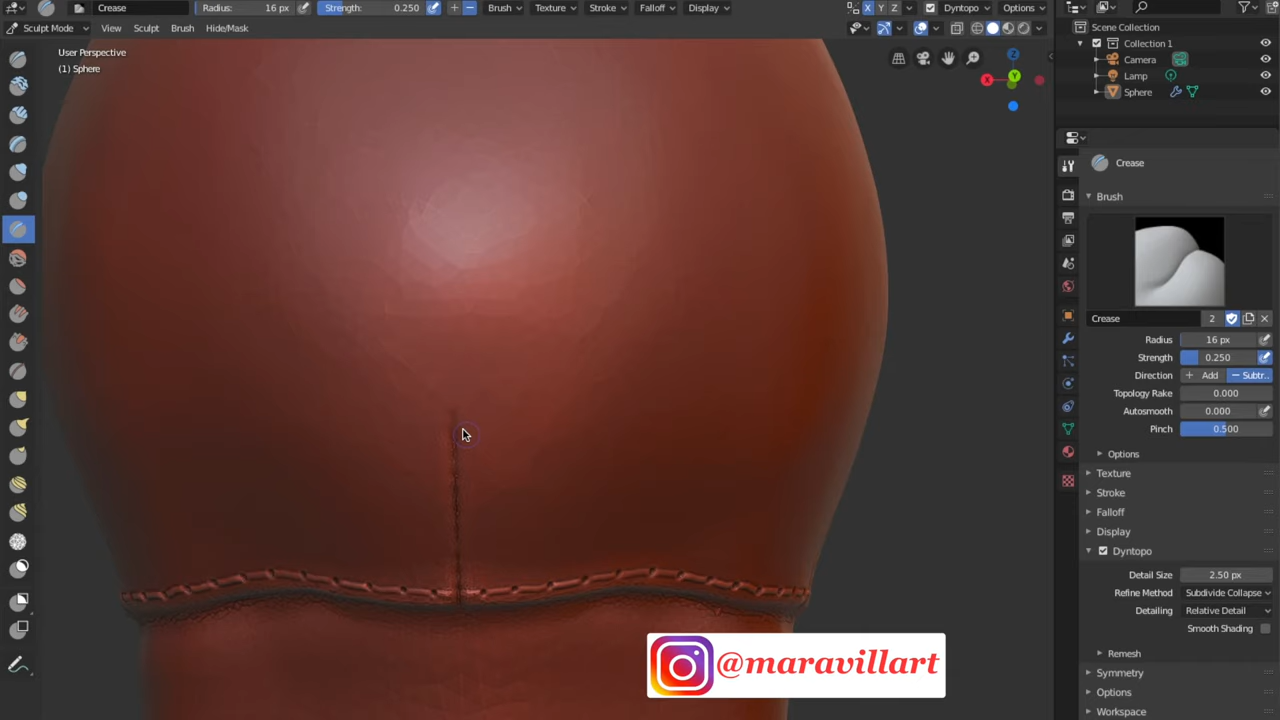 Crease Radius: 16 px Strength: 0.250 + − Brush Texture Stroke Falloff Display X Y Z Dyntopo Options
Sculpt Mode View Sculpt Brush Hide/Mask
User Perspective
(1) Sphere
Z
Y
X
@maravillart
Scene Collection
Collection 1
Camera
Lamp
Sphere
Crease
Brush
Crease 2
Radius 16 px
Strength 0.250
Direction + Add − Subtr..
Topology Rake 0.000
Autosmooth 0.000
Pinch 0.500
Options
Texture
Stroke
Falloff
Display
Dyntopo
Detail Size 2.50 px
Refine Method Subdivide Collapse
Detailing Relative Detail
Smooth Shading
Remesh
Symmetry
Options
Workspace